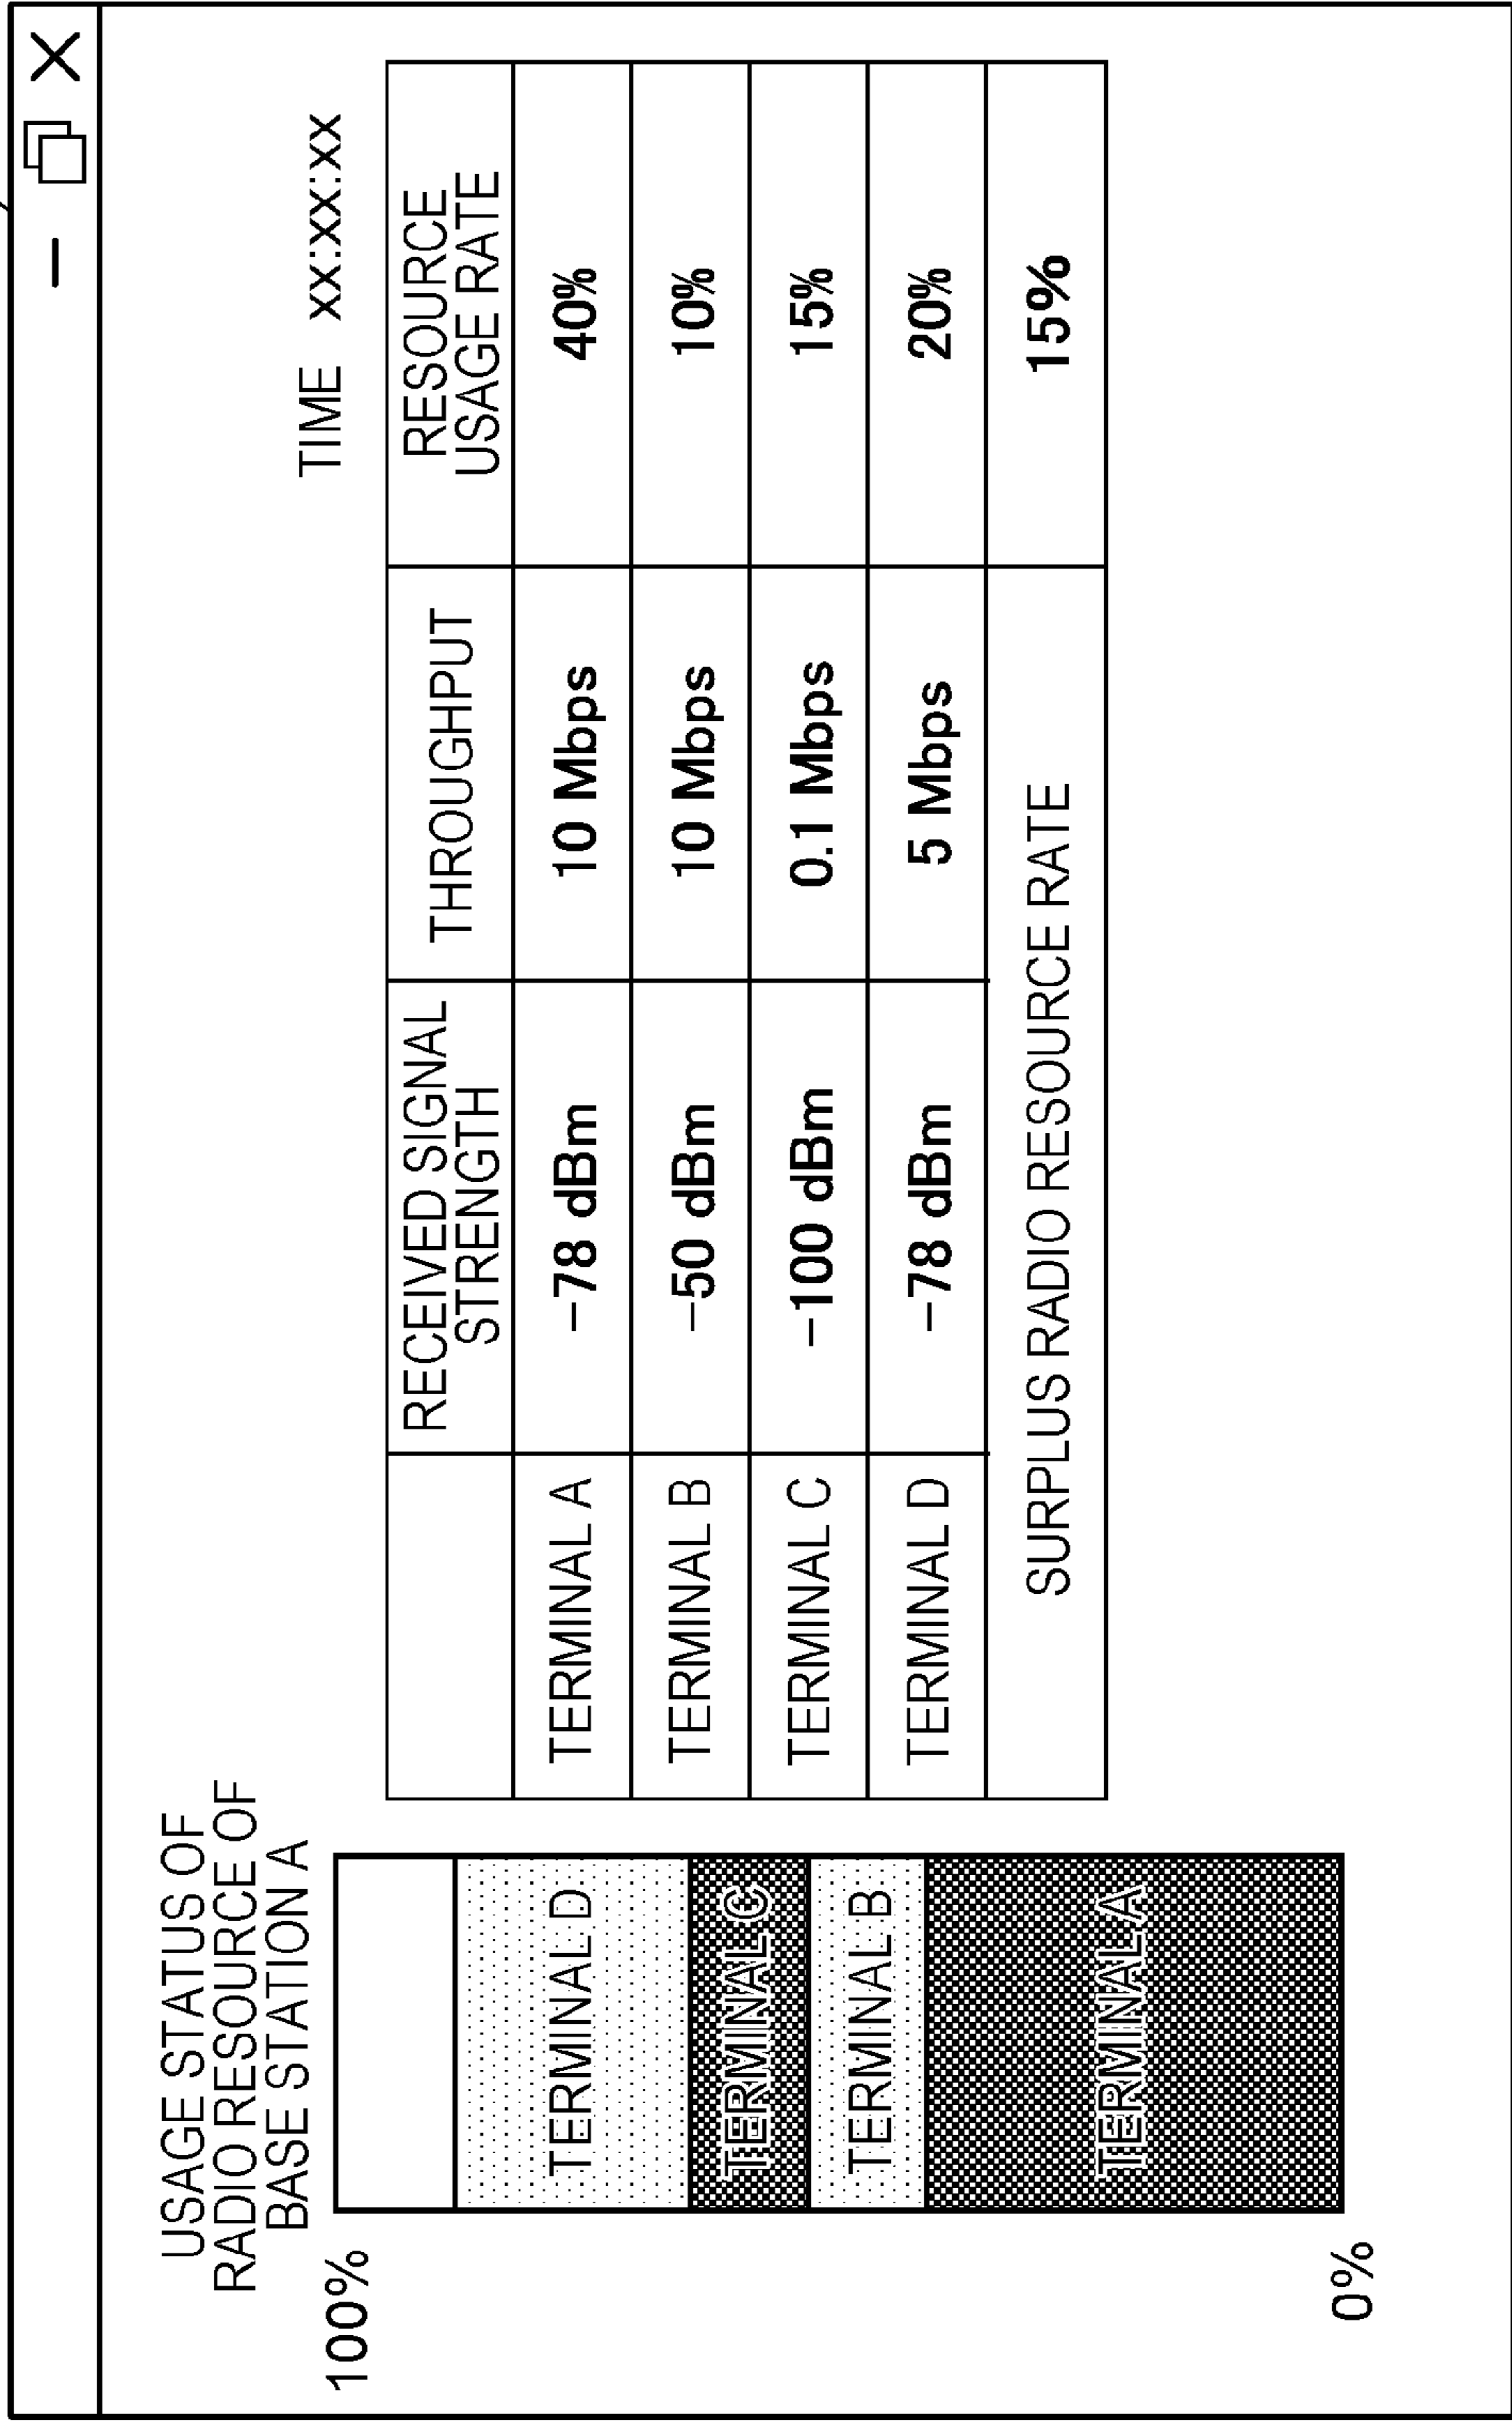 USAGE STATUS OF
RADIO RESOURCE OF
BASE STATION A
100%
TERMINAL D
TERMINAL C
TERMINAL B
TERMINAL A
0%
TIME xx:xx:xx
RECEIVED SIGNAL
STRENGTH
THROUGHPUT
RESOURCE
USAGE RATE
TERMINAL A −78 dBm 10 Mbps 40%
TERMINAL B −50 dBm 10 Mbps 10%
TERMINAL C −100 dBm 0.1 Mbps 15%
TERMINAL D −78 dBm 5 Mbps 20%
SURPLUS RADIO RESOURCE RATE 15%